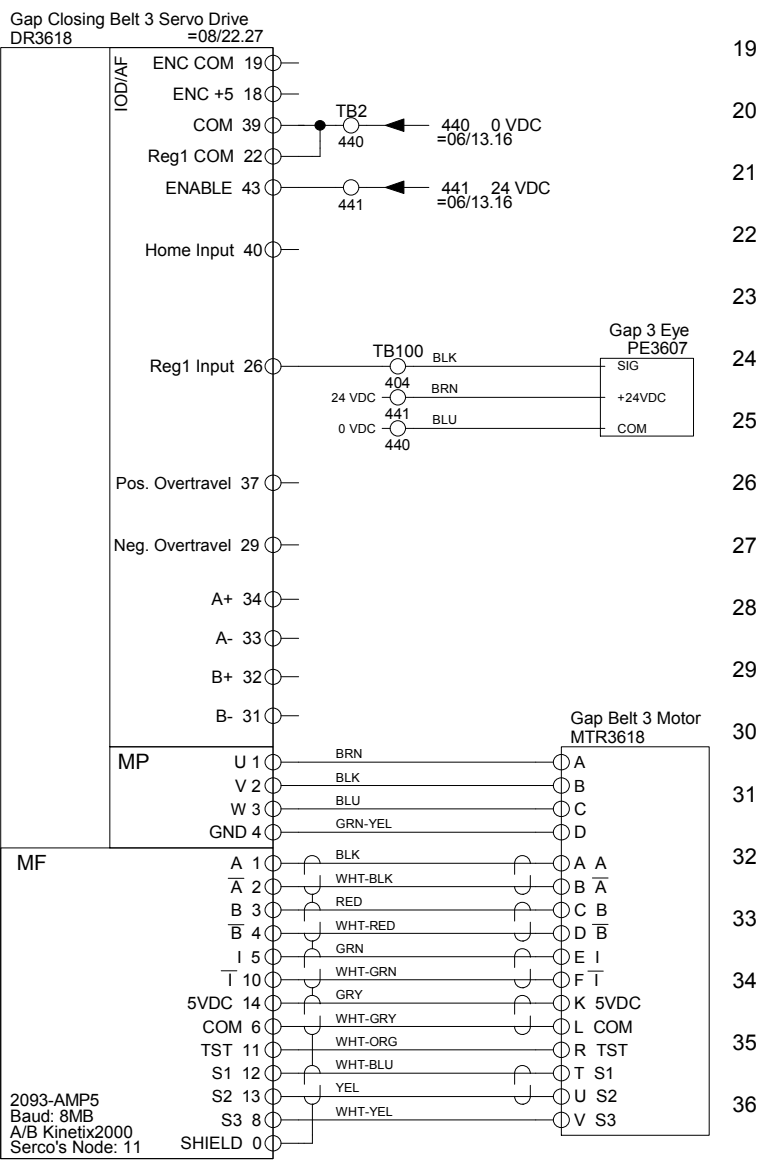 Gap Closing Belt 3 Servo Drive
DR3618 =08/22.27
19
IOD/AF
ENC COM 19
ENC +5 18
20
COM 39
TB2
440
440 0 VDC
=06/13.16
Reg1 COM 22
21
ENABLE 43
441
441 24 VDC
=06/13.16
22
Home Input 40
23
Gap 3 Eye
PE3607
24
Reg1 Input 26
TB100
BLK
SIG
404
24 VDC
BRN
+24VDC
441
25
0 VDC
BLU
COM
440
26
Pos. Overtravel 37
27
Neg. Overtravel 29
28
A+ 34
A- 33
29
B+ 32
B- 31
30
Gap Belt 3 Motor
MTR3618
MP
U 1 BRN A
31
V 2 BLK B
W 3 BLU C
GND 4 GRN-YEL D
32
MF
A 1 BLK A A
A̅ 2 WHT-BLK B A̅
33
B 3 RED C B
B̅ 4 WHT-RED D B̅
I 5 GRN E I
34
I̅ 10 WHT-GRN F I̅
5VDC 14 GRY K 5VDC
COM 6 WHT-GRY L COM
35
TST 11 WHT-ORG R TST
S1 12 WHT-BLU T S1
36
S2 13 YEL U S2
S3 8 WHT-YEL V S3
SHIELD 0
2093-AMP5
Baud: 8MB
A/B Kinetix2000
Serco's Node: 11